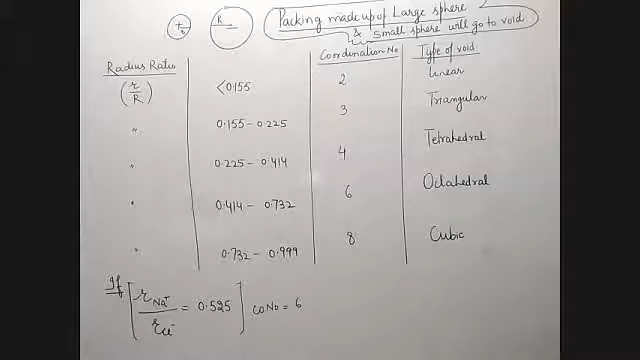 r R Packing made up of Large sphere
& small sphere will go to void
Radius Ratio Coordination No Type of void
(r/R) <0.155 2 Linear
" 0.155 - 0.225 3 Triangular
" 0.225 - 0.414 4 Tetrahedral
" 0.414 - 0.732 6 Octahedral
" 0.732 - 0.999 8 Cubic
If [r Na+ / r Cl- = 0.525] CO No = 6